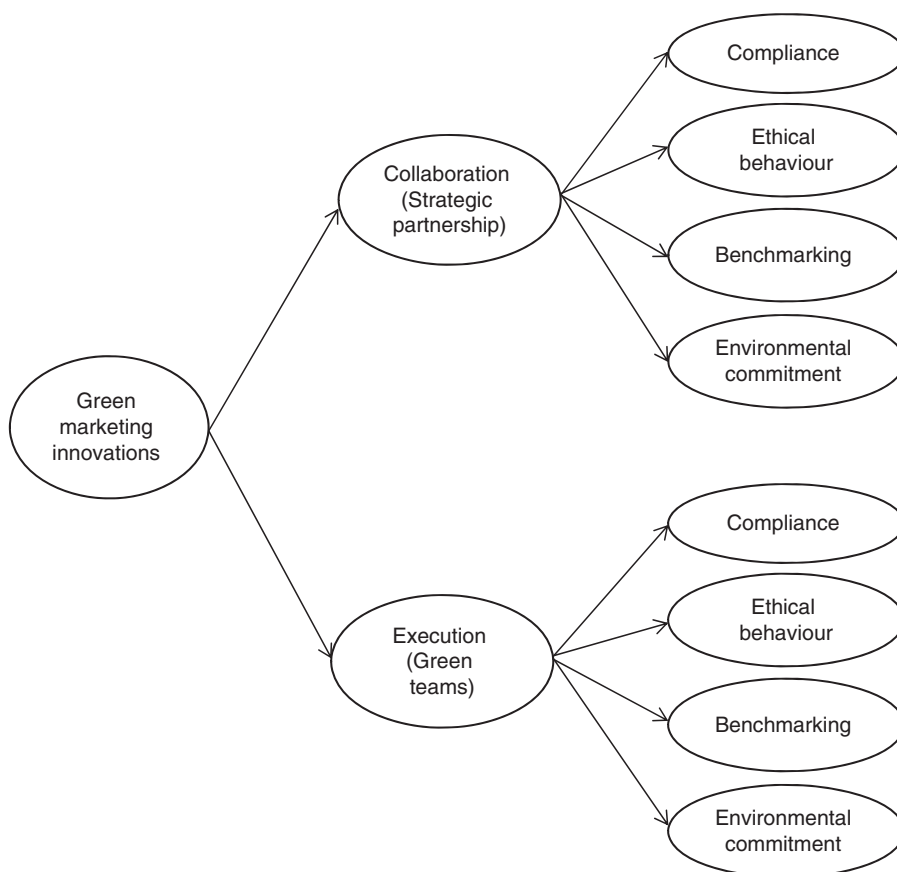 Compliance
Ethical
behaviour
Collaboration
(Strategic
partnership)
Benchmarking
Environmental
commitment
Green
marketing
innovations
Compliance
Ethical
behaviour
Execution
(Green
teams)
Benchmarking
Environmental
commitment